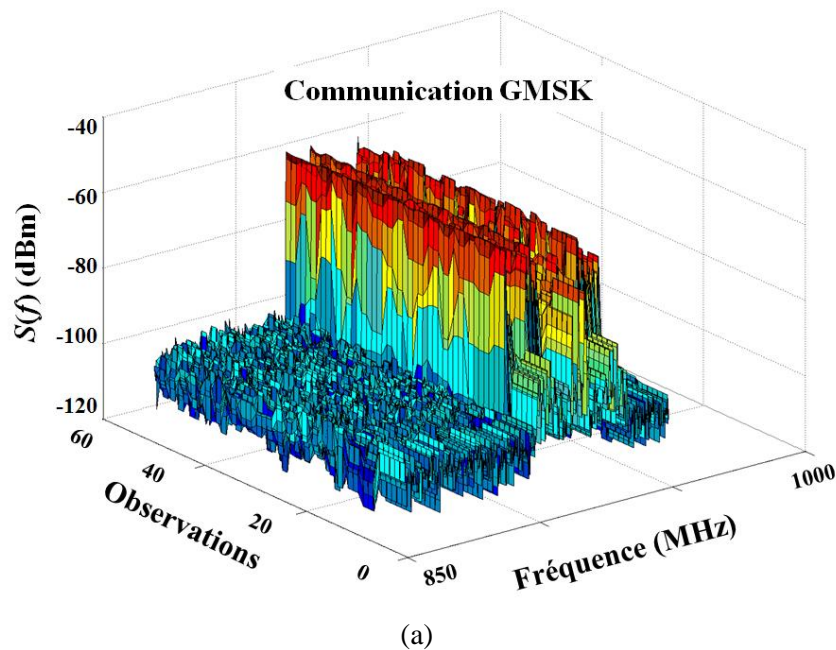 Communication GMSK
-40
-60
-80
-100
-120
S(f) (dBm)
60
40
20
0
Observations
850
1000
Fréquence (MHz)
(a)